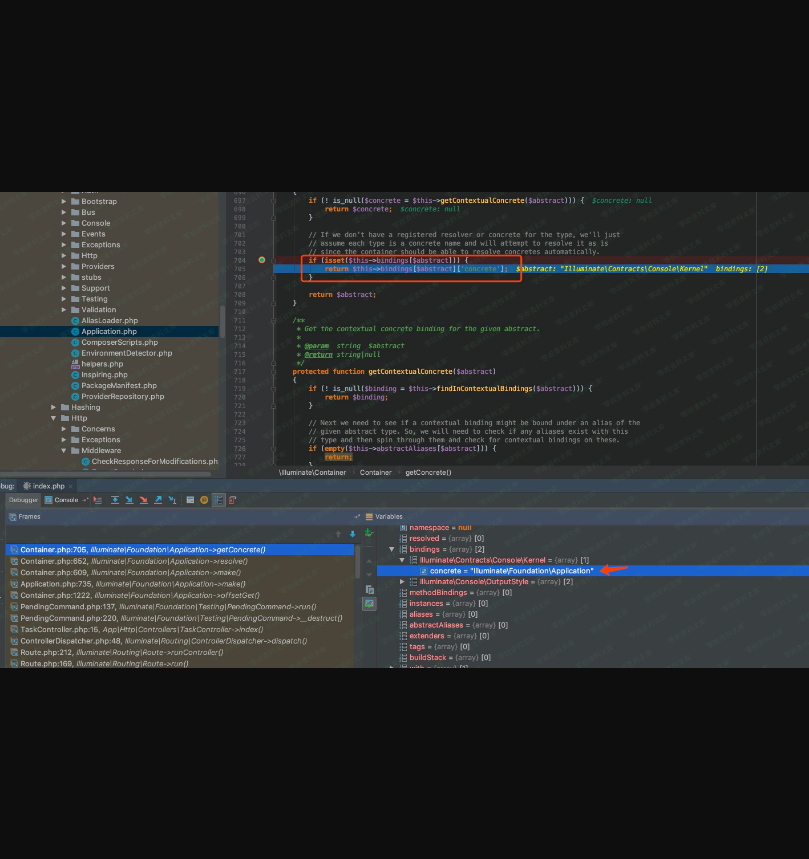 Bootstrap
Bus
Console
Events
Exceptions
Http
Providers
stubs
Support
Testing
Validation
AliasLoader.php
Application.php
ComposerScripts.php
EnvironmentDetector.php
helpers.php
Inspiring.php
PackageManifest.php
ProviderRepository.php
Hashing
Http
Concerns
Exceptions
Middleware
CheckResponseForModifications.ph
{
697 if (! is_null($concrete = $this->getContextualConcrete($abstract))) { $concrete: null
698 return $concrete; $concrete: null
699 }
700
701 // If we don't have a registered resolver or concrete for the type, we'll just
702 // assume each type is a concrete name and will attempt to resolve it as is
703 // since the container should be able to resolve concretes automatically.
704 if (isset($this->bindings[$abstract])) {
705 return $this->bindings[$abstract]['concrete']; $abstract: "Illuminate\Contracts\Console\Kernel" bindings: [2]
706 }
707
708 return $abstract;
709 }
710
711 /**
712 * Get the contextual concrete binding for the given abstract.
713 *
714 * @param string $abstract
715 * @return string|null
716 */
717 protected function getContextualConcrete($abstract)
718 {
719 if (! is_null($binding = $this->findInContextualBindings($abstract))) {
720 return $binding;
721 }
722
723 // Next we need to see if a contextual binding might be bound under an alias of the
724 // given abstract type. So, we will need to check if any aliases exist with this
725 // type and then spin through them and check for contextual bindings on these.
726 if (empty($this->abstractAliases[$abstract])) {
727 return;
728 }
\Illuminate\Container › Container › getConcrete()
bug: index.php ×
Debugger Console
Frames
Container.php:705, Illuminate\Foundation\Application->getConcrete()
Container.php:652, Illuminate\Foundation\Application->resolve()
Container.php:609, Illuminate\Foundation\Application->make()
Application.php:735, Illuminate\Foundation\Application->make()
Container.php:1222, Illuminate\Foundation\Application->offsetGet()
PendingCommand.php:137, Illuminate\Foundation\Testing\PendingCommand->run()
PendingCommand.php:220, Illuminate\Foundation\Testing\PendingCommand->__destruct()
TaskController.php:15, App\Http\Controllers\TaskController->index()
ControllerDispatcher.php:48, Illuminate\Routing\ControllerDispatcher->dispatch()
Route.php:212, Illuminate\Routing\Route->runController()
Route.php:169, Illuminate\Routing\Route->run()
Variables
namespace = null
resolved = {array} [0]
bindings = {array} [2]
Illuminate\Contracts\Console\Kernel = {array} [1]
concrete = "Illuminate\Foundation\Application"
Illuminate\Console\OutputStyle = {array} [2]
methodBindings = {array} [0]
instances = {array} [0]
aliases = {array} [0]
abstractAliases = {array} [0]
extenders = {array} [0]
tags = {array} [0]
buildStack = {array} [0]
with = {array} [1]